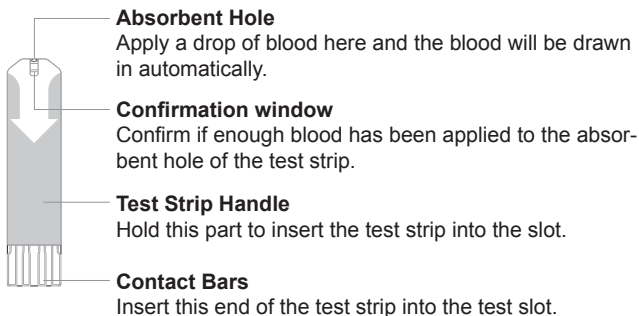 Absorbent Hole
Apply a drop of blood here and the blood will be drawn
in automatically.
Confirmation window
Confirm if enough blood has been applied to the absor-
bent hole of the test strip.
Test Strip Handle
Hold this part to insert the test strip into the slot.
Contact Bars
Insert this end of the test strip into the test slot.